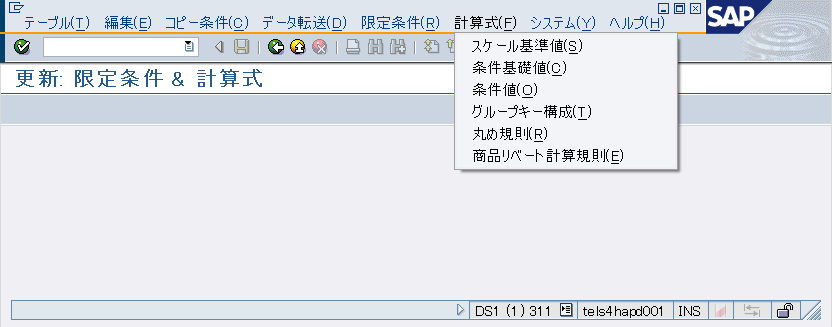 テーブル(T) 編集(E) コピー条件(C) データ転送(D) 限定条件(R) 計算式(F) システム(Y) ヘルプ(H)
SAP
スケール基準値(S)
更新: 限定条件 & 計算式
条件基礎値(C)
条件値(O)
グループキー構成(T)
丸め規則(R)
商品リベート計算規則(E)
DS1 (1) 311 tels4hapd001 INS